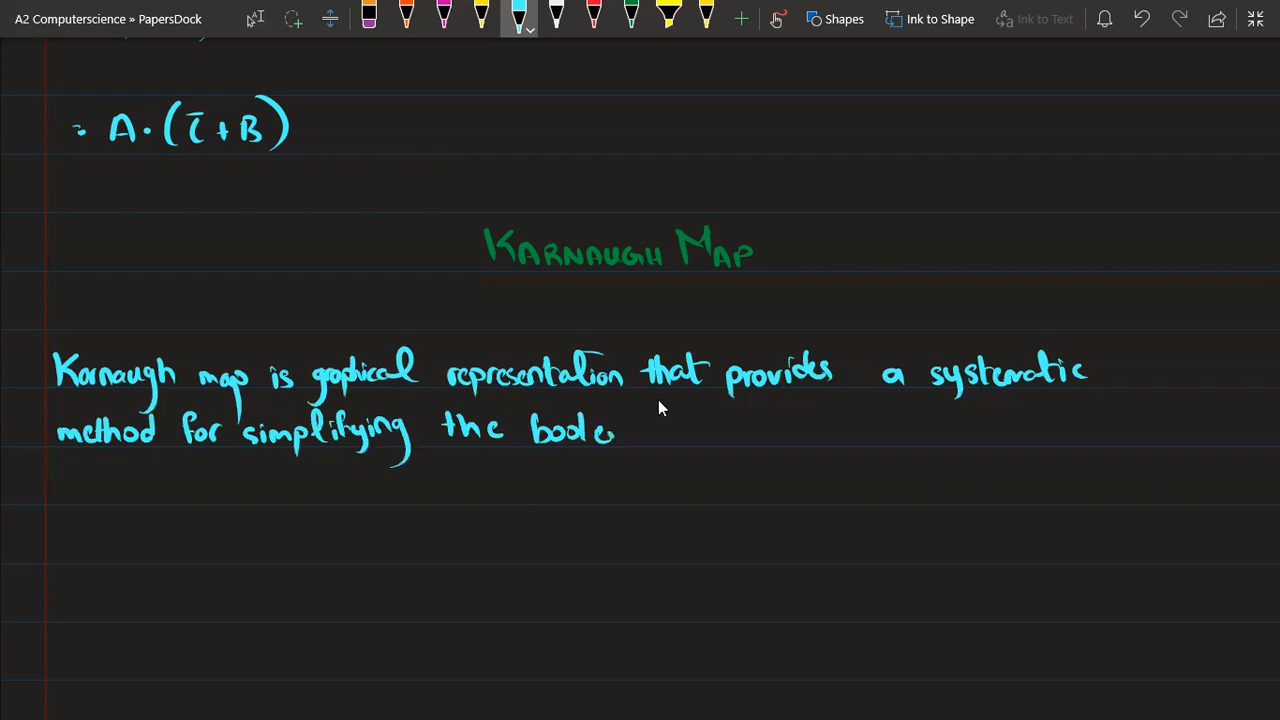 A2 Computerscience » PapersDock
Shapes
Ink to Shape
Ink to Text
= A · (C̅ + B)
KARNAUGH MAP
Karnaugh map is graphical representation that provides a systematic
method for simplifying the boole